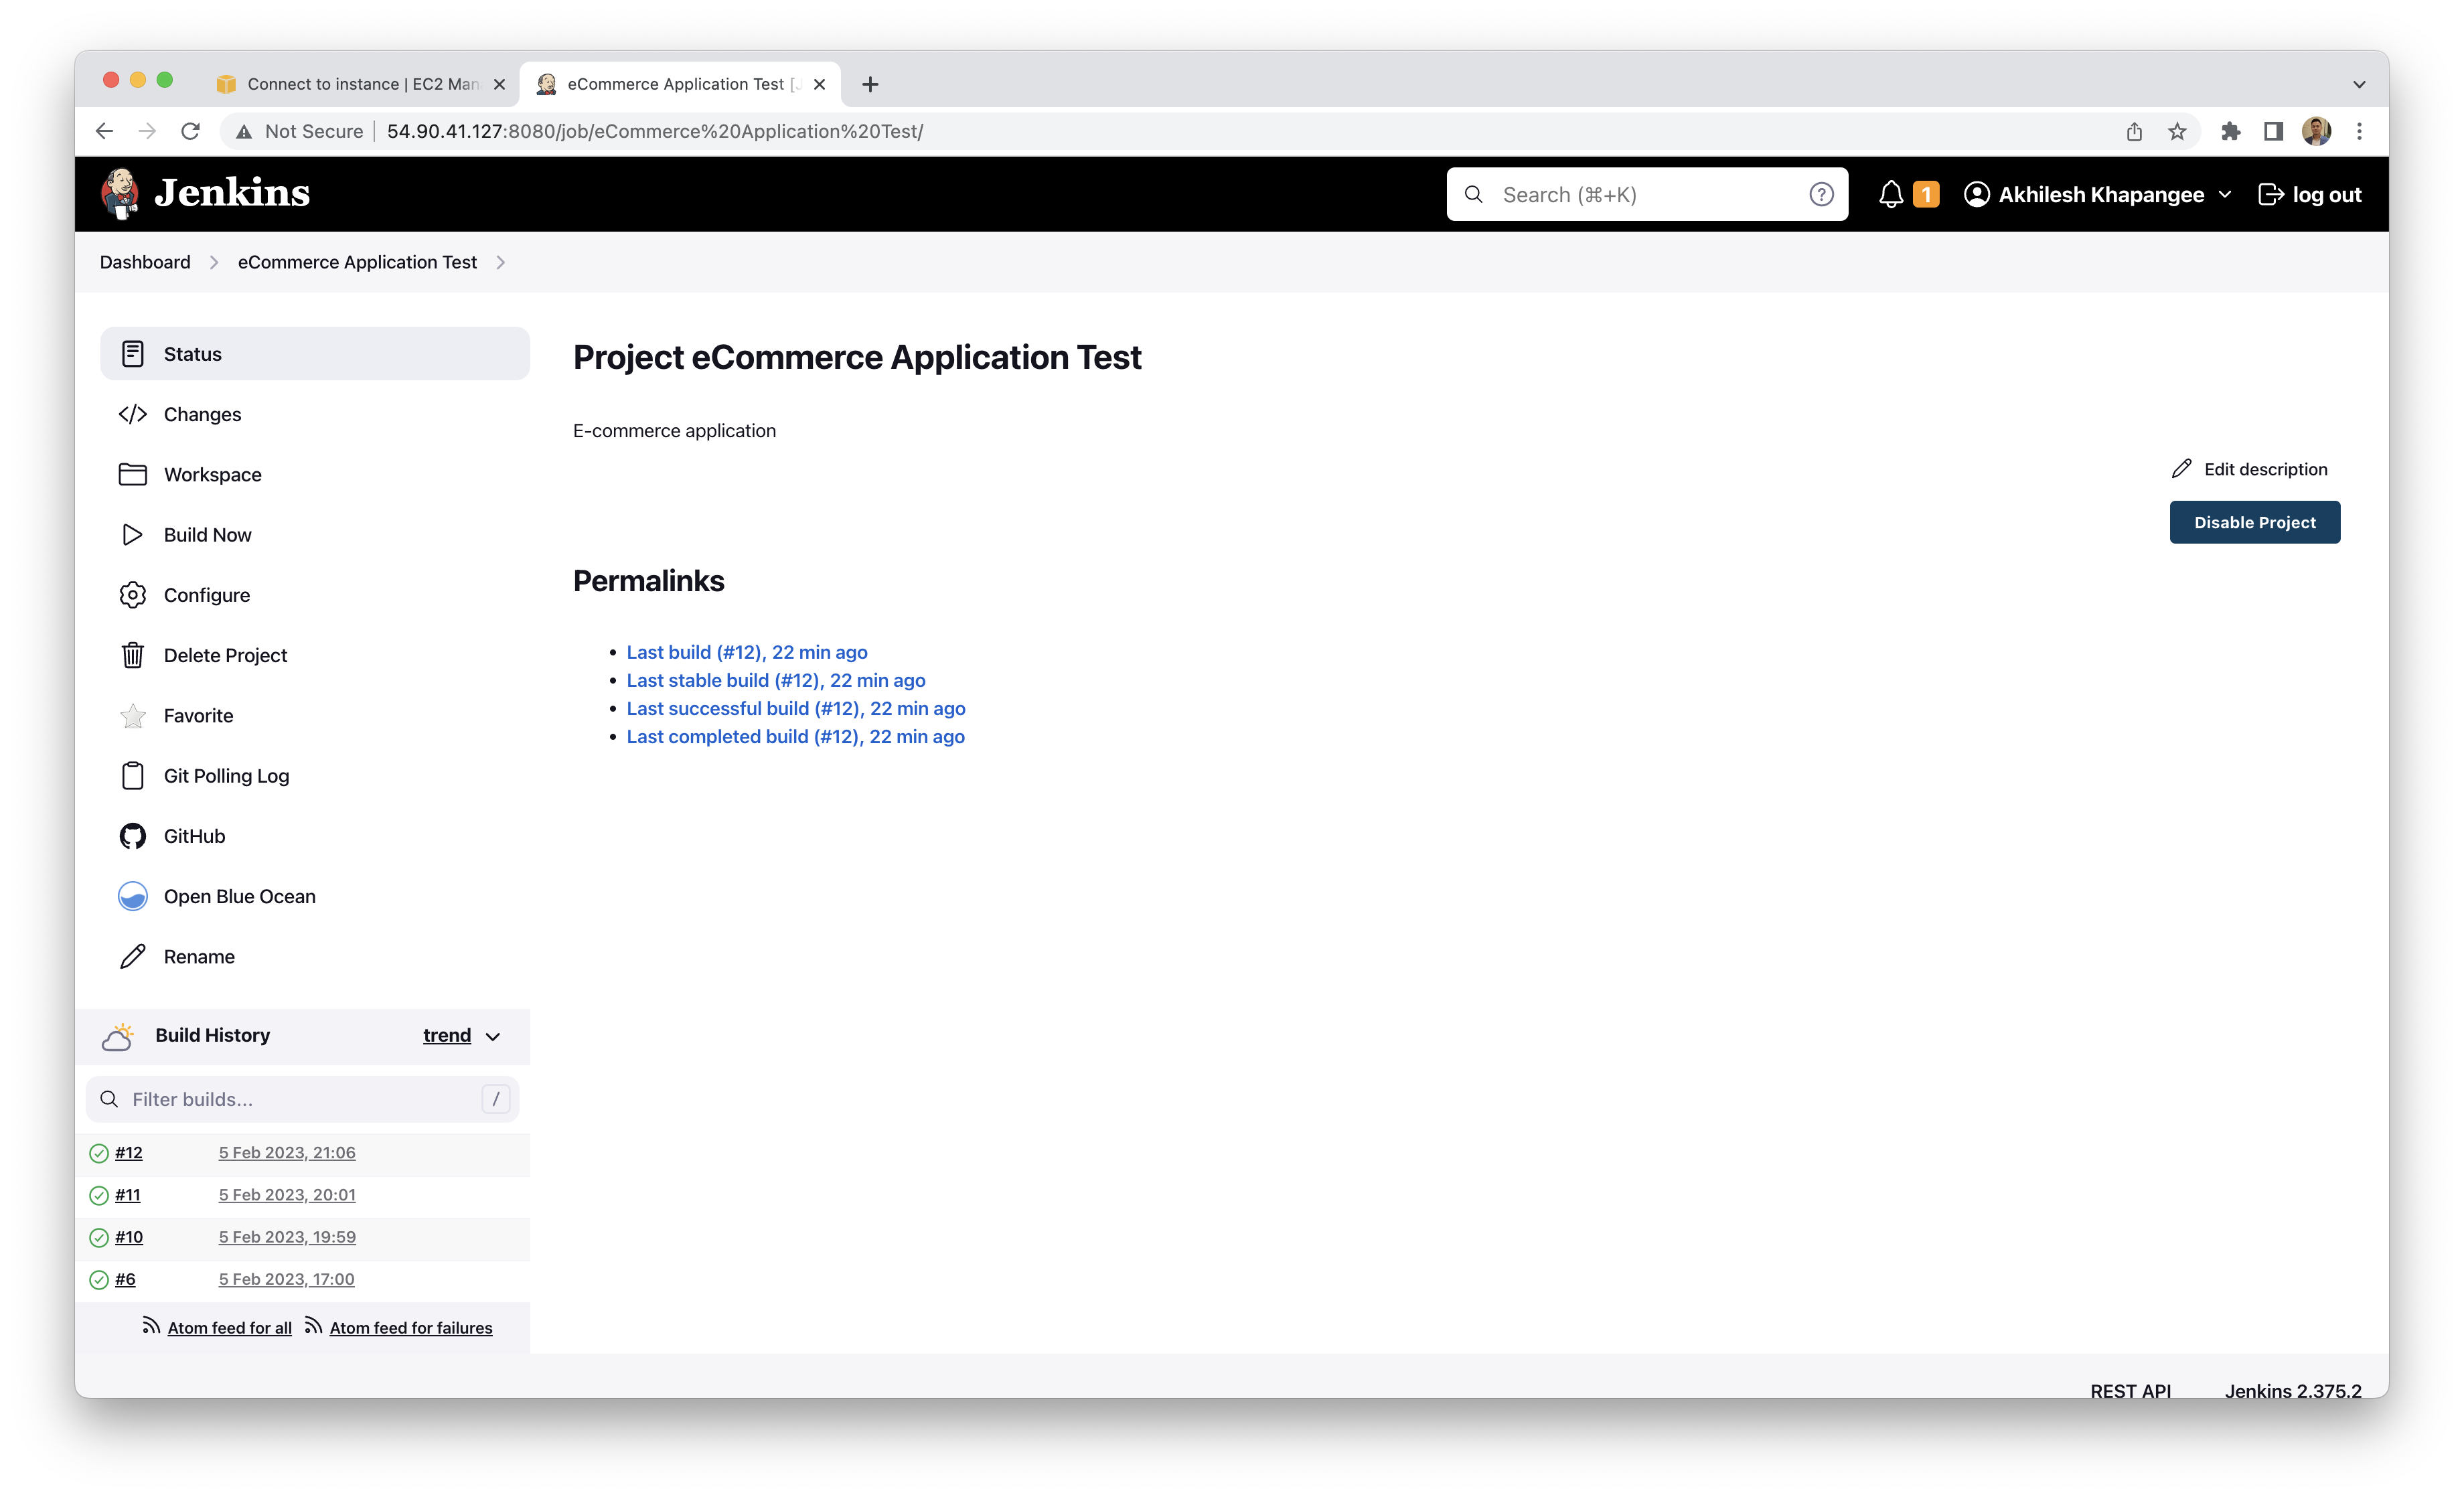 Connect to instance | EC2 Man
eCommerce Application Test [J
Not Secure 54.90.41.127:8080/job/eCommerce%20Application%20Test/
Jenkins
Search (⌘+K)
1
Akhilesh Khapangee
log out
Dashboard
eCommerce Application Test
Status
Changes
Workspace
Build Now
Configure
Delete Project
Favorite
Git Polling Log
GitHub
Open Blue Ocean
Rename
Project eCommerce Application Test
E-commerce application
Edit description
Disable Project
Permalinks
Last build (#12), 22 min ago
Last stable build (#12), 22 min ago
Last successful build (#12), 22 min ago
Last completed build (#12), 22 min ago
Build History trend
Filter builds... /
#12 5 Feb 2023, 21:06
#11 5 Feb 2023, 20:01
#10 5 Feb 2023, 19:59
#6 5 Feb 2023, 17:00
Atom feed for all Atom feed for failures
REST API Jenkins 2.375.2